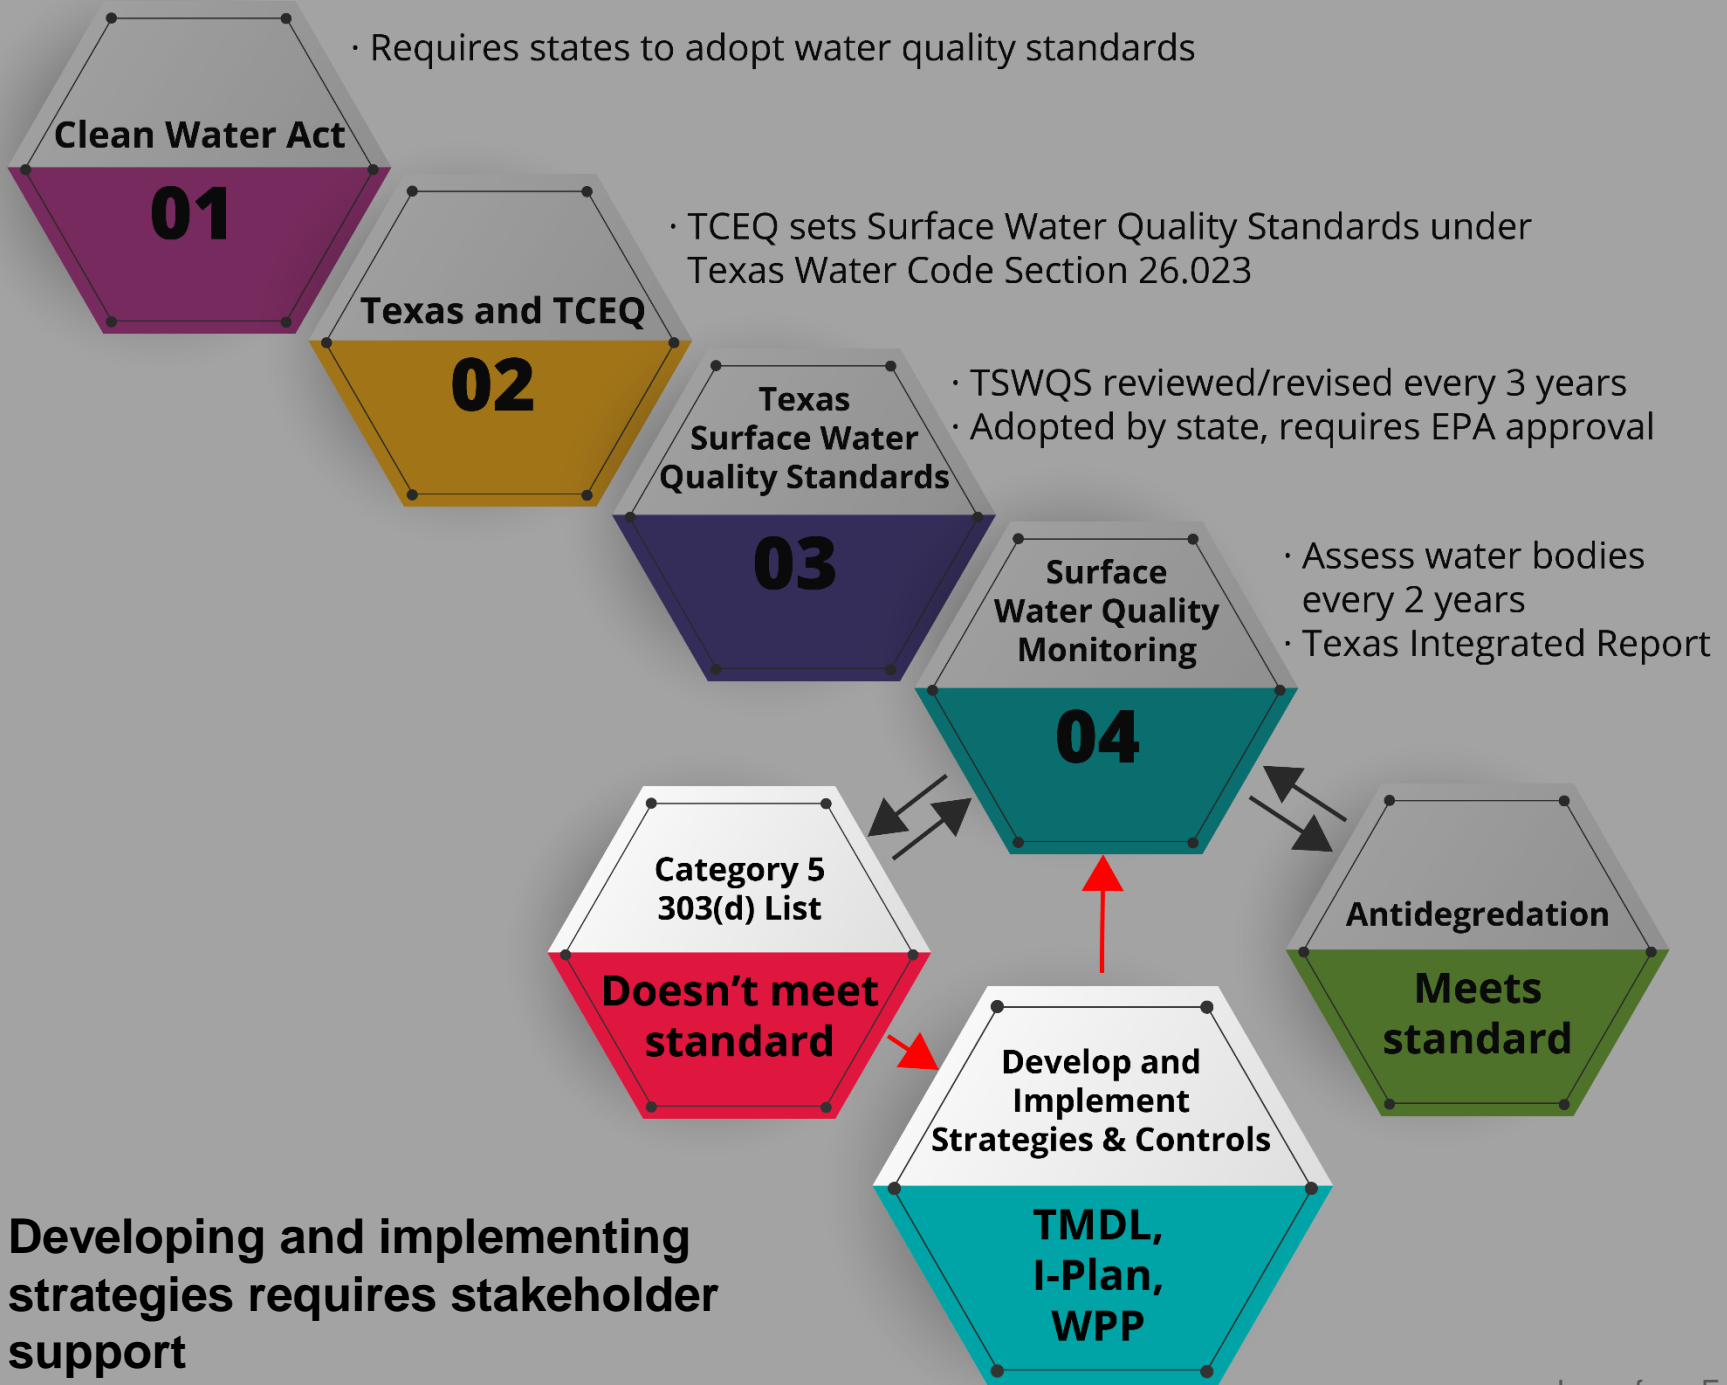 · Requires states to adopt water quality standards
Clean Water Act
01
· TCEQ sets Surface Water Quality Standards under
Texas Water Code Section 26.023
Texas and TCEQ
02
· TSWQS reviewed/revised every 3 years
· Adopted by state, requires EPA approval
Texas
Surface Water
Quality Standards
03
· Assess water bodies
every 2 years
· Texas Integrated Report
Surface
Water Quality
Monitoring
04
Category 5
303(d) List
Doesn't meet
standard
Antidegredation
Meets
standard
Develop and
Implement
Strategies & Controls
TMDL,
I-Plan,
WPP
Developing and implementing
strategies requires stakeholder
support